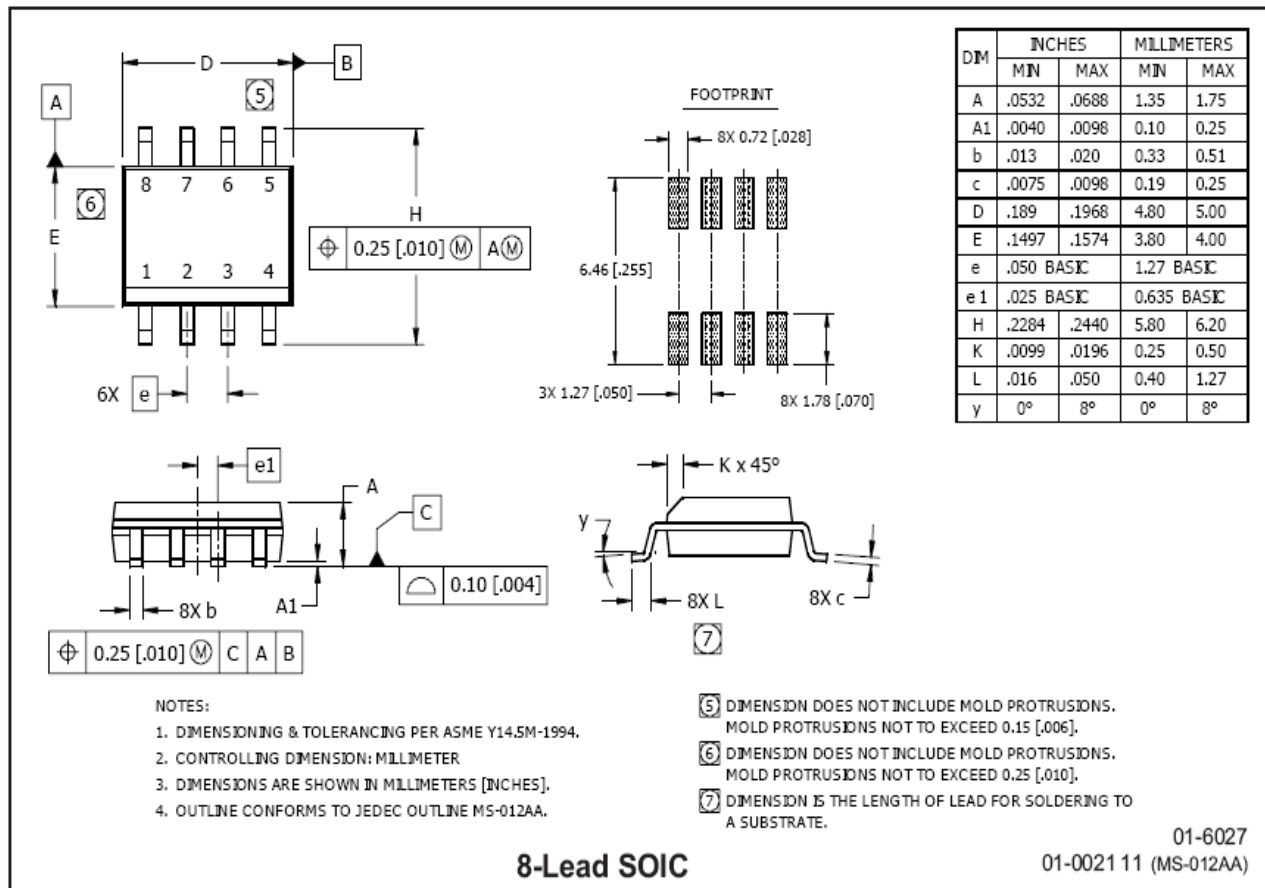 D
B
A
5
8 7 6 5
6
E
H
⌖ 0.25 [.010] Ⓜ A Ⓜ
1 2 3 4
6X e
FOOTPRINT
8X 0.72 [.028]
6.46 [.255]
3X 1.27 [.050]
8X 1.78 [.070]
DIM INCHES MILLIMETERS
MIN MAX MIN MAX
A .0532 .0688 1.35 1.75
A1 .0040 .0098 0.10 0.25
b .013 .020 0.33 0.51
c .0075 .0098 0.19 0.25
D .189 .1968 4.80 5.00
E .1497 .1574 3.80 4.00
e .050 BASIC 1.27 BASIC
e 1 .025 BASIC 0.635 BASIC
H .2284 .2440 5.80 6.20
K .0099 .0196 0.25 0.50
L .016 .050 0.40 1.27
y 0° 8° 0° 8°
e1
A
C
0.10 [.004]
8X b
A1
⌖ 0.25 [.010] Ⓜ C A B
K x 45°
y
8X L
8X c
7
NOTES:
1. DIMENSIONING & TOLERANCING PER ASME Y14.5M-1994.
2. CONTROLLING DIMENSION: MILLIMETER
3. DIMENSIONS ARE SHOWN IN MILLIMETERS [INCHES].
4. OUTLINE CONFORMS TO JEDEC OUTLINE MS-012AA.
5 DIMENSION DOES NOT INCLUDE MOLD PROTRUSIONS.
MOLD PROTRUSIONS NOT TO EXCEED 0.15 [.006].
6 DIMENSION DOES NOT INCLUDE MOLD PROTRUSIONS.
MOLD PROTRUSIONS NOT TO EXCEED 0.25 [.010].
7 DIMENSION IS THE LENGTH OF LEAD FOR SOLDERING TO
A SUBSTRATE.
8-Lead SOIC
01-6027
01-0021 11 (MS-012AA)